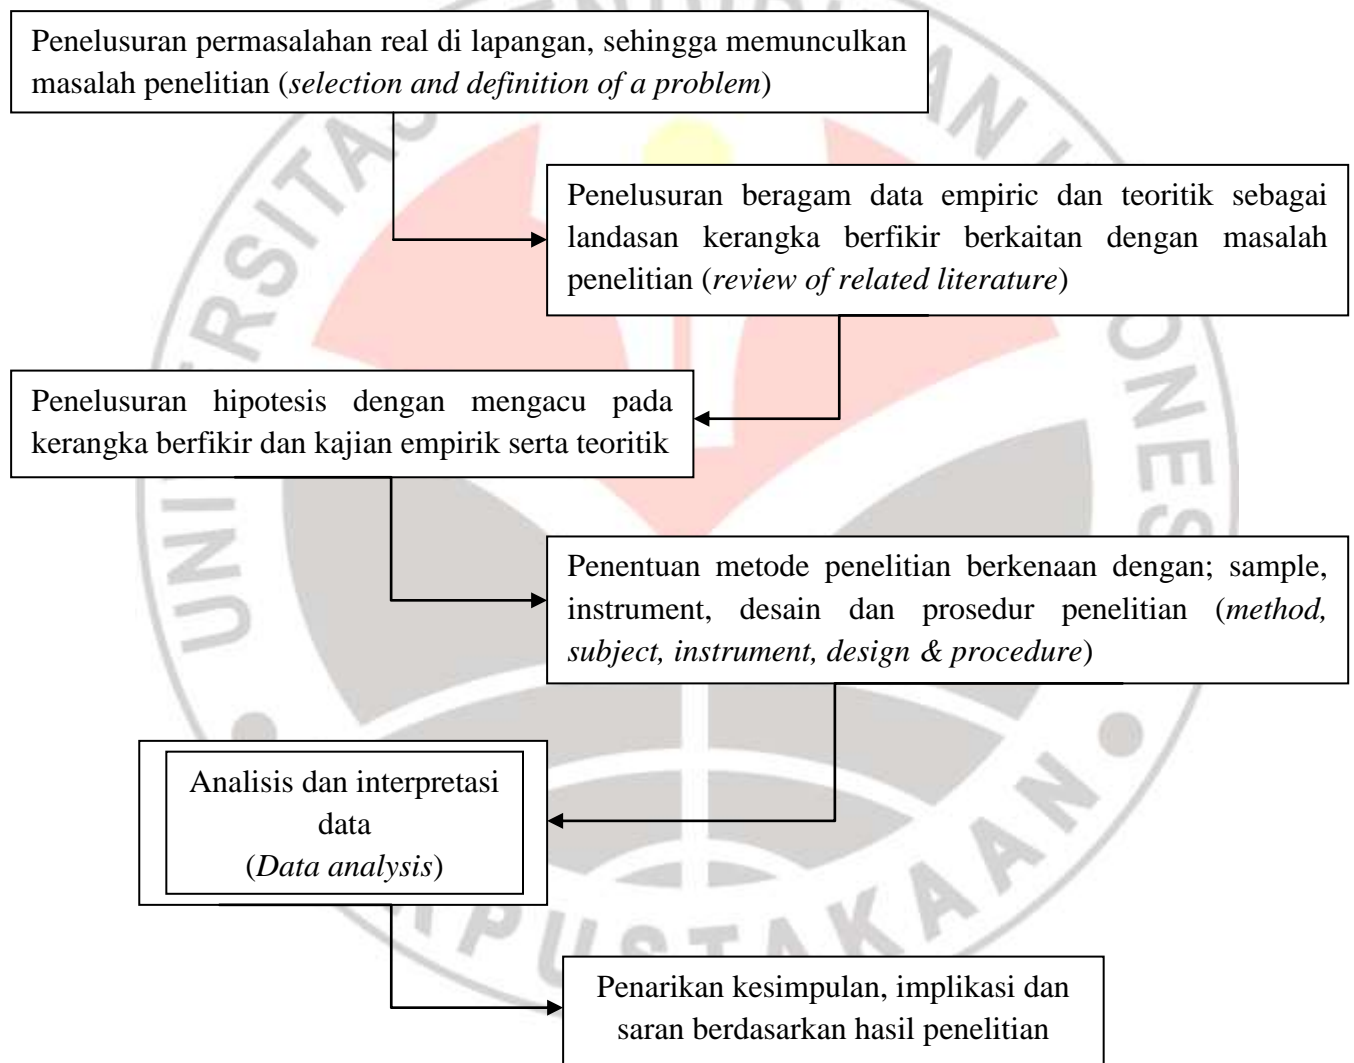 Penelusuran permasalahan real di lapangan, sehingga memunculkan
masalah penelitian (selection and definition of a problem)
Penelusuran beragam data empiric dan teoritik sebagai
landasan kerangka berfikir berkaitan dengan masalah
penelitian (review of related literature)
Penelusuran hipotesis dengan mengacu pada
kerangka berfikir dan kajian empirik serta teoritik
Penentuan metode penelitian berkenaan dengan; sample,
instrument, desain dan prosedur penelitian (method,
subject, instrument, design & procedure)
Analisis dan interpretasi
data
(Data analysis)
Penarikan kesimpulan, implikasi dan
saran berdasarkan hasil penelitian